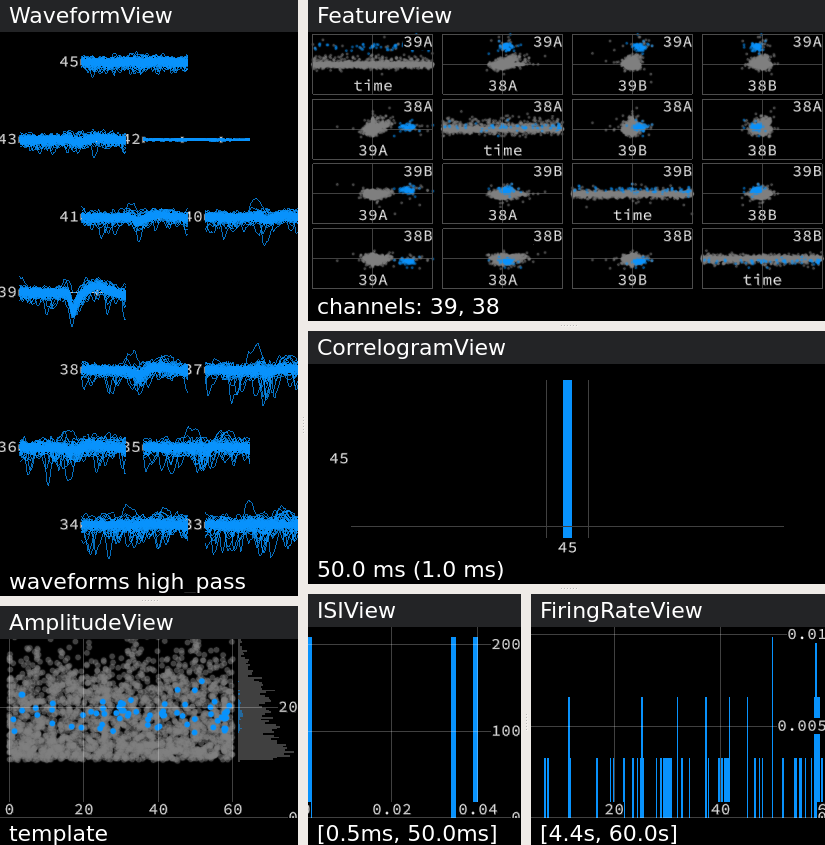 WaveformView
45
43 42
41 40
39
38 37
36 35
34 33
waveforms high_pass
AmplitudeView
20
0 20 40 60 0
template
FeatureView
39A 39A 39A 39A
time 38A 39B 38B
38A 38A 38A 38A
39A time 39B 38B
39B 39B 39B 39B
39A 38A time 38B
38B 38B 38B 38B
39A 38A 39B time
channels: 39, 38
CorrelogramView
45
45
50.0 ms (1.0 ms)
ISIView
200
100
0.02 0.04 0
[0.5ms, 50.0ms]
FiringRateView
0.01
0.005
20 40 6
[4.4s, 60.0s]